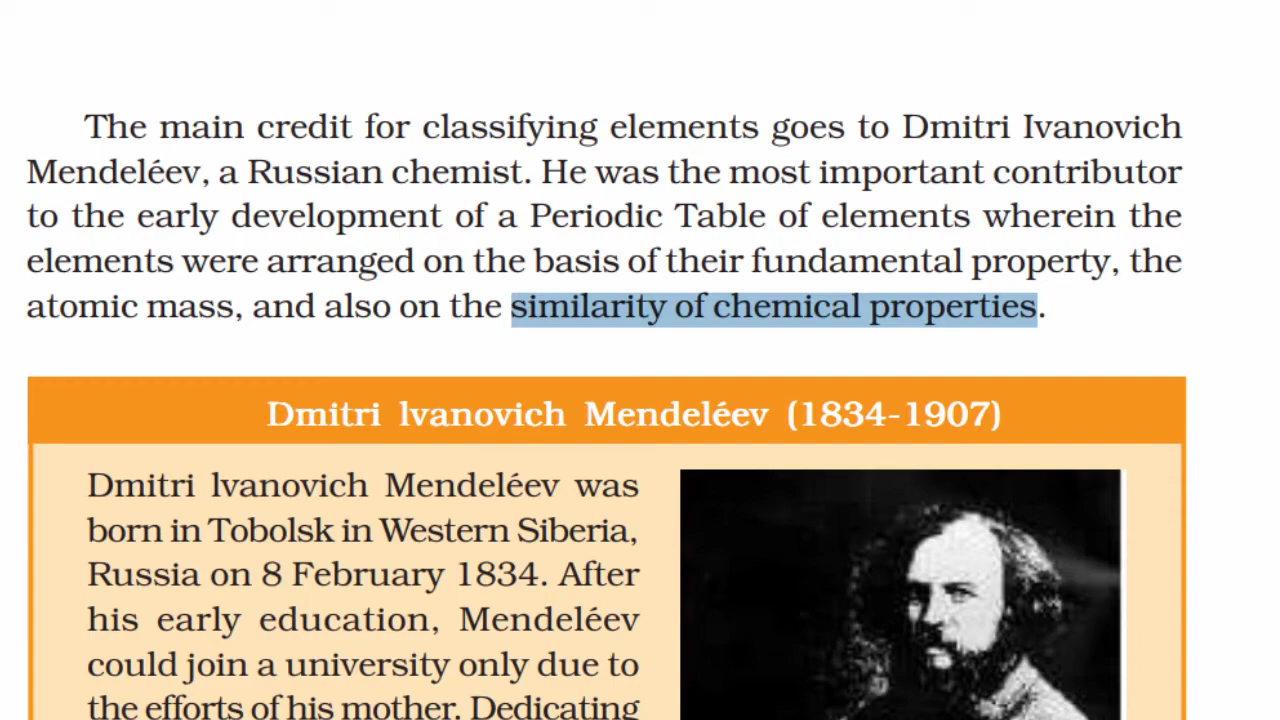 The main credit for classifying elements goes to Dmitri Ivanovich
Mendeléev, a Russian chemist. He was the most important contributor
to the early development of a Periodic Table of elements wherein the
elements were arranged on the basis of their fundamental property, the
atomic mass, and also on the similarity of chemical properties.
Dmitri lvanovich Mendeléev (1834-1907)
Dmitri lvanovich Mendeléev was
born in Tobolsk in Western Siberia,
Russia on 8 February 1834. After
his early education, Mendeléev
could join a university only due to
the efforts of his mother. Dedicating